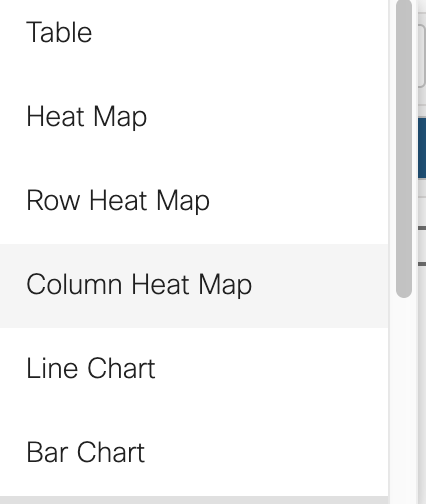 Table
Heat Map
Row Heat Map
Column Heat Map
Line Chart
Bar Chart